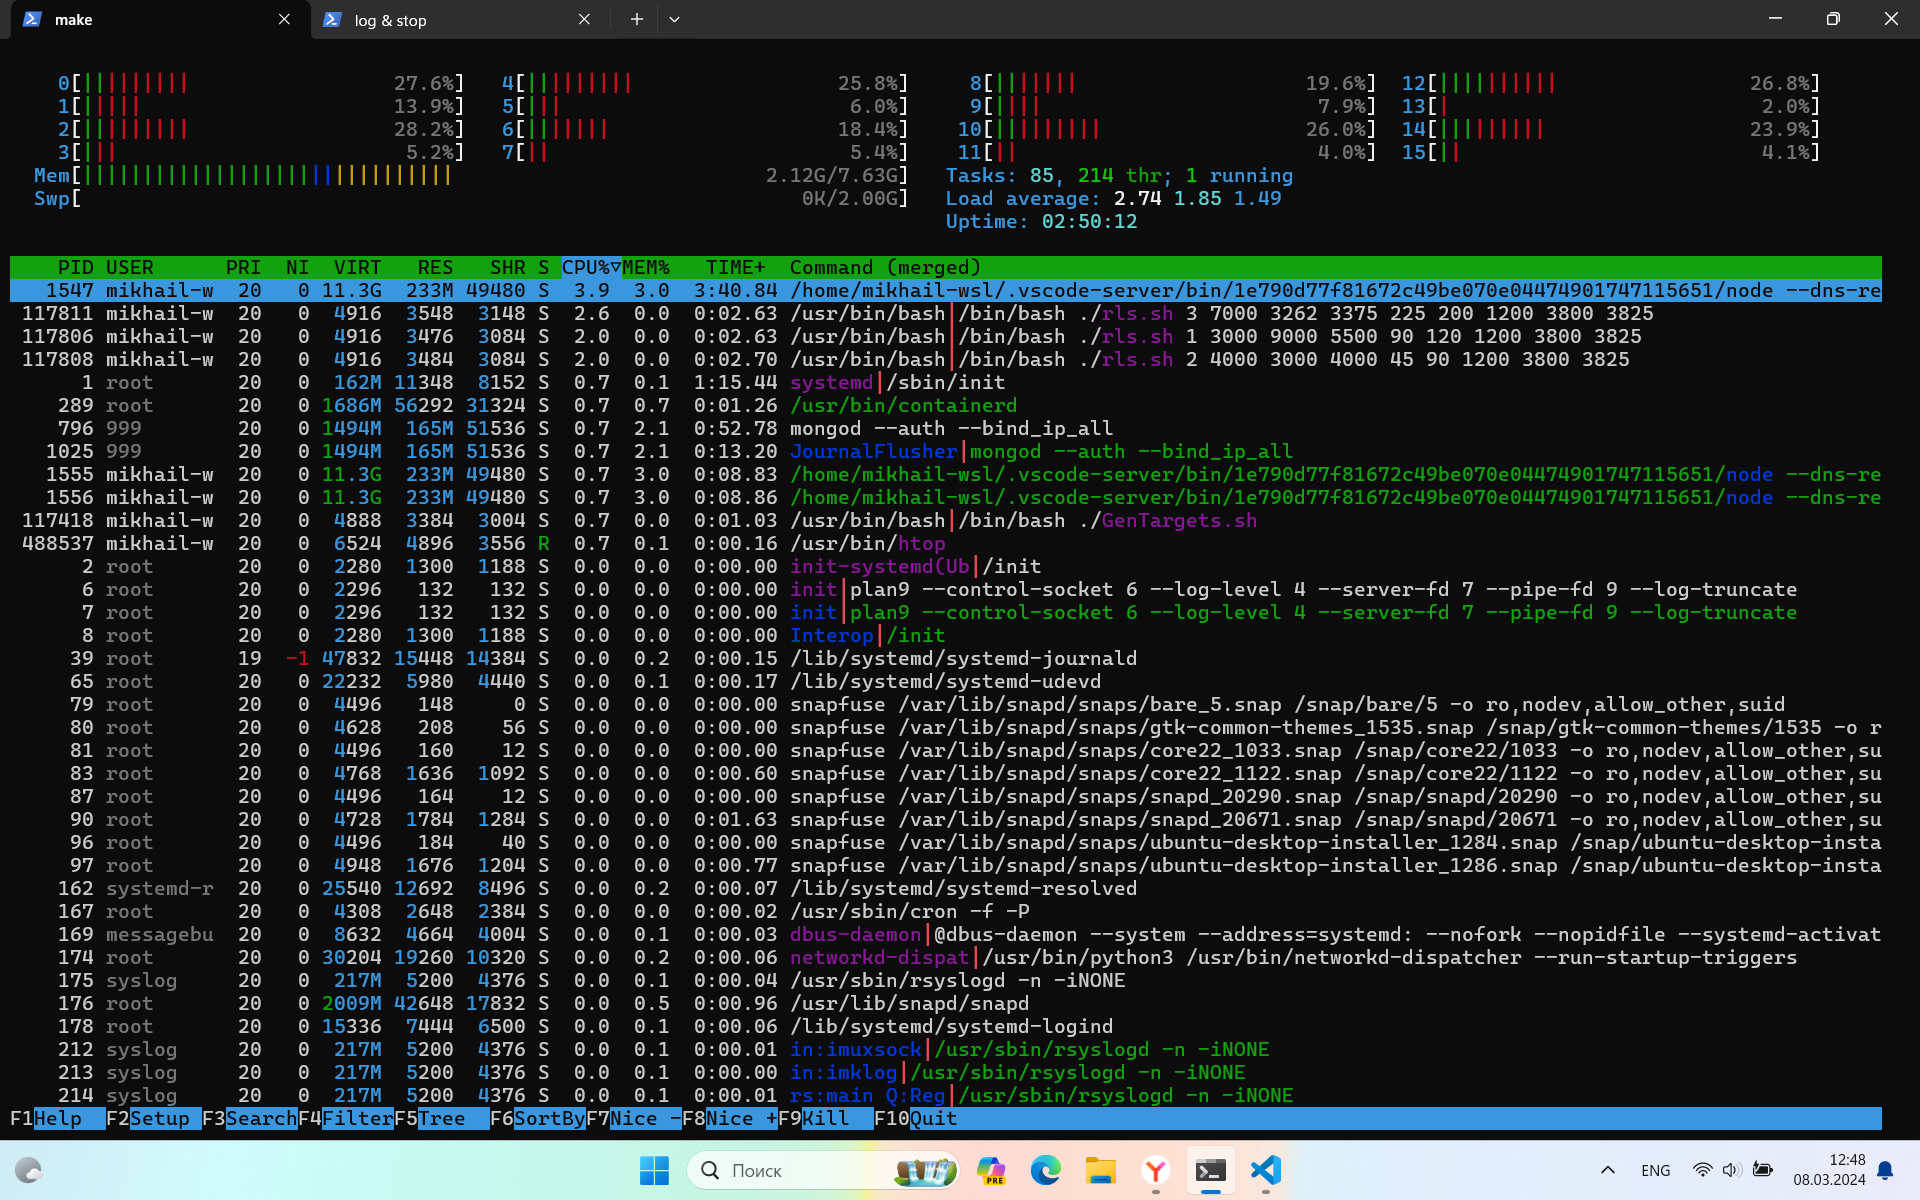 make
log & stop
0[||||||||| 27.6%] 4[||||||||| 25.8%] 8[||||||| 19.6%] 12[|||||||||| 26.8%]
1[||||| 13.9%] 5[||| 6.0%] 9[|||| 7.9%] 13[| 2.0%]
2[||||||||| 28.2%] 6[||||||| 18.4%] 10[||||||||| 26.0%] 14[||||||||| 23.9%]
3[||| 5.2%] 7[|| 5.4%] 11[|| 4.0%] 15[|| 4.1%]
Mem[||||||||||||||||||||||||||||||| 2.12G/7.63G] Tasks: 85, 214 thr; 1 running
Swp[ 0K/2.00G] Load average: 2.74 1.85 1.49
Uptime: 02:50:12
PID USER PRI NI VIRT RES SHR S CPU%▽MEM% TIME+ Command (merged)
1547 mikhail-w 20 0 11.3G 233M 49480 S 3.9 3.0 3:40.84 /home/mikhail-wsl/.vscode-server/bin/1e790d77f81672c49be070e04474901747115651/node --dns-re
117811 mikhail-w 20 0 4916 3548 3148 S 2.6 0.0 0:02.63 /usr/bin/bash|/bin/bash ./rls.sh 3 7000 3262 3375 225 200 1200 3800 3825
117806 mikhail-w 20 0 4916 3476 3084 S 2.0 0.0 0:02.63 /usr/bin/bash|/bin/bash ./rls.sh 1 3000 9000 5500 90 120 1200 3800 3825
117808 mikhail-w 20 0 4916 3484 3084 S 2.0 0.0 0:02.70 /usr/bin/bash|/bin/bash ./rls.sh 2 4000 3000 4000 45 90 1200 3800 3825
1 root 20 0 162M 11348 8152 S 0.7 0.1 1:15.44 systemd|/sbin/init
289 root 20 0 1686M 56292 31324 S 0.7 0.7 0:01.26 /usr/bin/containerd
796 999 20 0 1494M 165M 51536 S 0.7 2.1 0:52.78 mongod --auth --bind_ip_all
1025 999 20 0 1494M 165M 51536 S 0.7 2.1 0:13.20 JournalFlusher|mongod --auth --bind_ip_all
1555 mikhail-w 20 0 11.3G 233M 49480 S 0.7 3.0 0:08.83 /home/mikhail-wsl/.vscode-server/bin/1e790d77f81672c49be070e04474901747115651/node --dns-re
1556 mikhail-w 20 0 11.3G 233M 49480 S 0.7 3.0 0:08.86 /home/mikhail-wsl/.vscode-server/bin/1e790d77f81672c49be070e04474901747115651/node --dns-re
117418 mikhail-w 20 0 4888 3384 3004 S 0.7 0.0 0:01.03 /usr/bin/bash|/bin/bash ./GenTargets.sh
488537 mikhail-w 20 0 6524 4896 3556 R 0.7 0.1 0:00.16 /usr/bin/htop
2 root 20 0 2280 1300 1188 S 0.0 0.0 0:00.00 init-systemd(Ub|/init
6 root 20 0 2296 132 132 S 0.0 0.0 0:00.00 init|plan9 --control-socket 6 --log-level 4 --server-fd 7 --pipe-fd 9 --log-truncate
7 root 20 0 2296 132 132 S 0.0 0.0 0:00.00 init|plan9 --control-socket 6 --log-level 4 --server-fd 7 --pipe-fd 9 --log-truncate
8 root 20 0 2280 1300 1188 S 0.0 0.0 0:00.00 Interop|/init
39 root 19 -1 47832 15448 14384 S 0.0 0.2 0:00.15 /lib/systemd/systemd-journald
65 root 20 0 22232 5980 4440 S 0.0 0.1 0:00.17 /lib/systemd/systemd-udevd
79 root 20 0 4496 148 0 S 0.0 0.0 0:00.00 snapfuse /var/lib/snapd/snaps/bare_5.snap /snap/bare/5 -o ro,nodev,allow_other,suid
80 root 20 0 4628 208 56 S 0.0 0.0 0:00.00 snapfuse /var/lib/snapd/snaps/gtk-common-themes_1535.snap /snap/gtk-common-themes/1535 -o r
81 root 20 0 4496 160 12 S 0.0 0.0 0:00.00 snapfuse /var/lib/snapd/snaps/core22_1033.snap /snap/core22/1033 -o ro,nodev,allow_other,su
83 root 20 0 4768 1636 1092 S 0.0 0.0 0:00.60 snapfuse /var/lib/snapd/snaps/core22_1122.snap /snap/core22/1122 -o ro,nodev,allow_other,su
87 root 20 0 4496 164 12 S 0.0 0.0 0:00.00 snapfuse /var/lib/snapd/snaps/snapd_20290.snap /snap/snapd/20290 -o ro,nodev,allow_other,su
90 root 20 0 4728 1784 1284 S 0.0 0.0 0:01.63 snapfuse /var/lib/snapd/snaps/snapd_20671.snap /snap/snapd/20671 -o ro,nodev,allow_other,su
96 root 20 0 4496 184 40 S 0.0 0.0 0:00.00 snapfuse /var/lib/snapd/snaps/ubuntu-desktop-installer_1284.snap /snap/ubuntu-desktop-insta
97 root 20 0 4948 1676 1204 S 0.0 0.0 0:00.77 snapfuse /var/lib/snapd/snaps/ubuntu-desktop-installer_1286.snap /snap/ubuntu-desktop-insta
162 systemd-r 20 0 25540 12692 8496 S 0.0 0.2 0:00.07 /lib/systemd/systemd-resolved
167 root 20 0 4308 2648 2384 S 0.0 0.0 0:00.02 /usr/sbin/cron -f -P
169 messagebu 20 0 8632 4664 4004 S 0.0 0.1 0:00.03 dbus-daemon|@dbus-daemon --system --address=systemd: --nofork --nopidfile --systemd-activat
174 root 20 0 30204 19260 10320 S 0.0 0.2 0:00.06 networkd-dispat|/usr/bin/python3 /usr/bin/networkd-dispatcher --run-startup-triggers
175 syslog 20 0 217M 5200 4376 S 0.0 0.1 0:00.04 /usr/sbin/rsyslogd -n -iNONE
176 root 20 0 2009M 42648 17832 S 0.0 0.5 0:00.96 /usr/lib/snapd/snapd
178 root 20 0 15336 7444 6500 S 0.0 0.1 0:00.06 /lib/systemd/systemd-logind
212 syslog 20 0 217M 5200 4376 S 0.0 0.1 0:00.01 in:imuxsock|/usr/sbin/rsyslogd -n -iNONE
213 syslog 20 0 217M 5200 4376 S 0.0 0.1 0:00.00 in:imklog|/usr/sbin/rsyslogd -n -iNONE
214 syslog 20 0 217M 5200 4376 S 0.0 0.1 0:00.01 rs:main Q:Reg|/usr/sbin/rsyslogd -n -iNONE
F1Help F2Setup F3SearchF4FilterF5Tree F6SortByF7Nice -F8Nice +F9Kill F10Quit
Поиск
PRE
ENG
12:48
08.03.2024